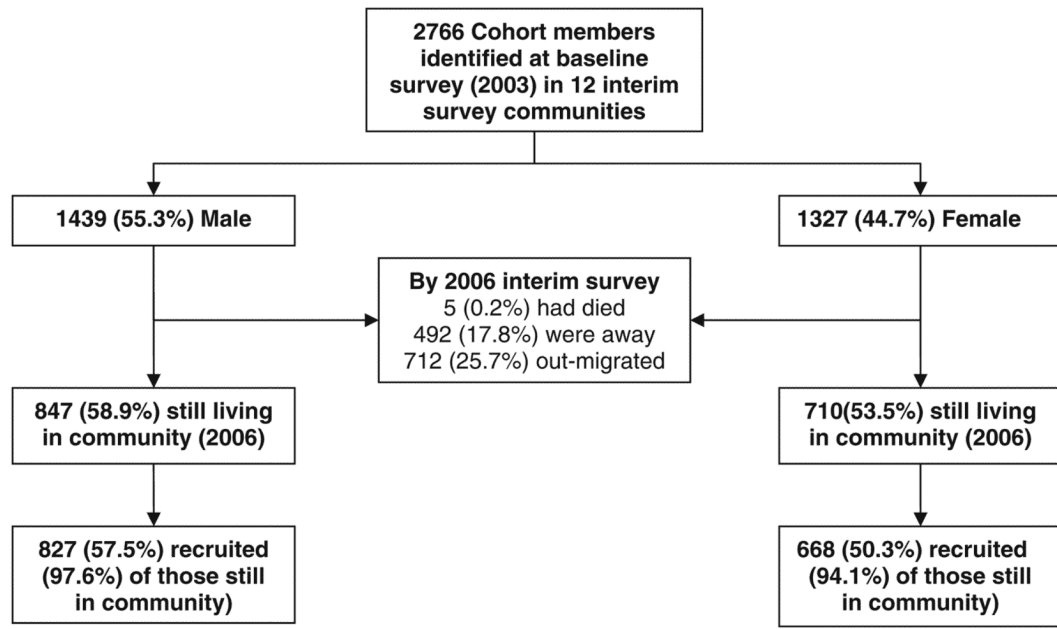 2766 Cohort members
identified at baseline
survey (2003) in 12 interim
survey communities
1439 (55.3%) Male
1327 (44.7%) Female
By 2006 interim survey
5 (0.2%) had died
492 (17.8%) were away
712 (25.7%) out-migrated
847 (58.9%) still living
in community (2006)
710(53.5%) still living
in community (2006)
827 (57.5%) recruited
(97.6%) of those still
in community)
668 (50.3%) recruited
(94.1%) of those still
in community)